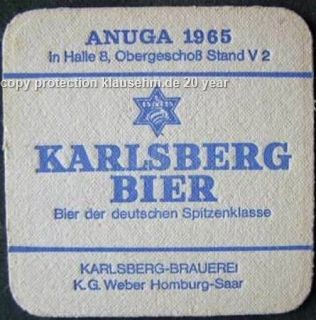 ANUGA 1965
in Halle 8, Obergeschoß Stand V 2
copy protection klausehm.de 20 year
KARLSBERG
BIER
Bier der deutschen Spitzenklasse
KARLSBERG-BRAUEREI
K.G. Weber Homburg-Saar